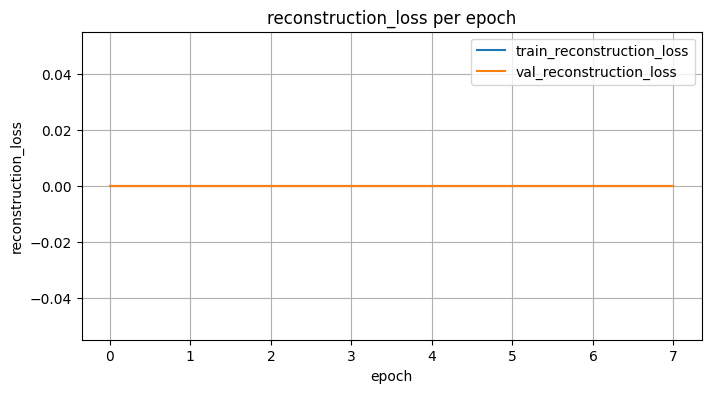 reconstruction_loss per epoch
train_reconstruction_loss
val_reconstruction_loss
reconstruction_loss
0.04
0.02
0.00
−0.02
−0.04
0 1 2 3 4 5 6 7
epoch